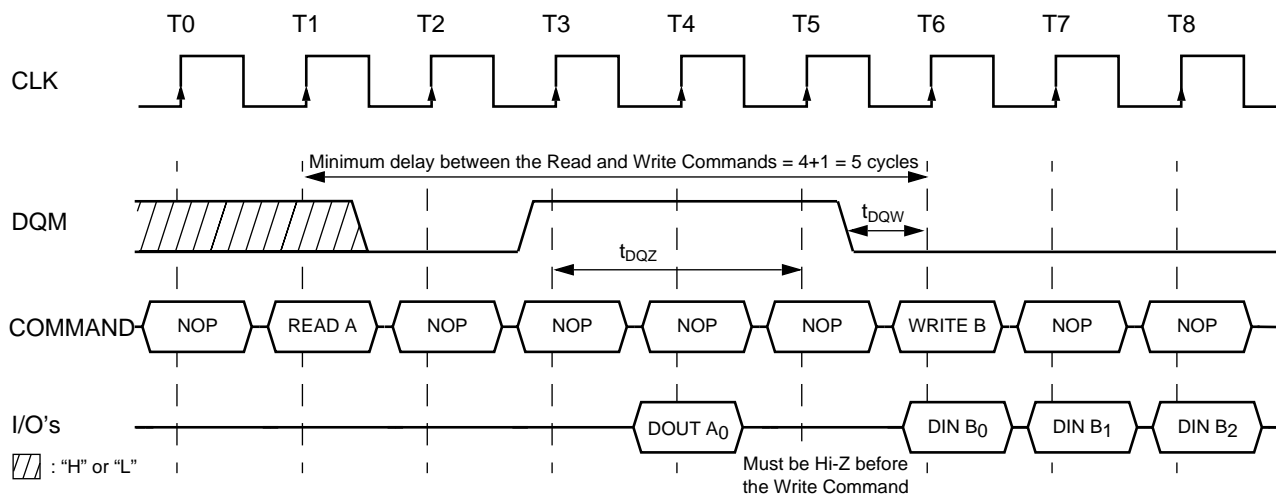 T0 T1 T2 T3 T4 T5 T6 T7 T8
CLK
Minimum delay between the Read and Write Commands = 4+1 = 5 cycles
DQM
tDQW
tDQZ
COMMAND NOP READ A NOP NOP NOP NOP WRITE B NOP NOP
I/O's DOUT A0 DIN B0 DIN B1 DIN B2
: “H” or “L”
Must be Hi-Z before
the Write Command